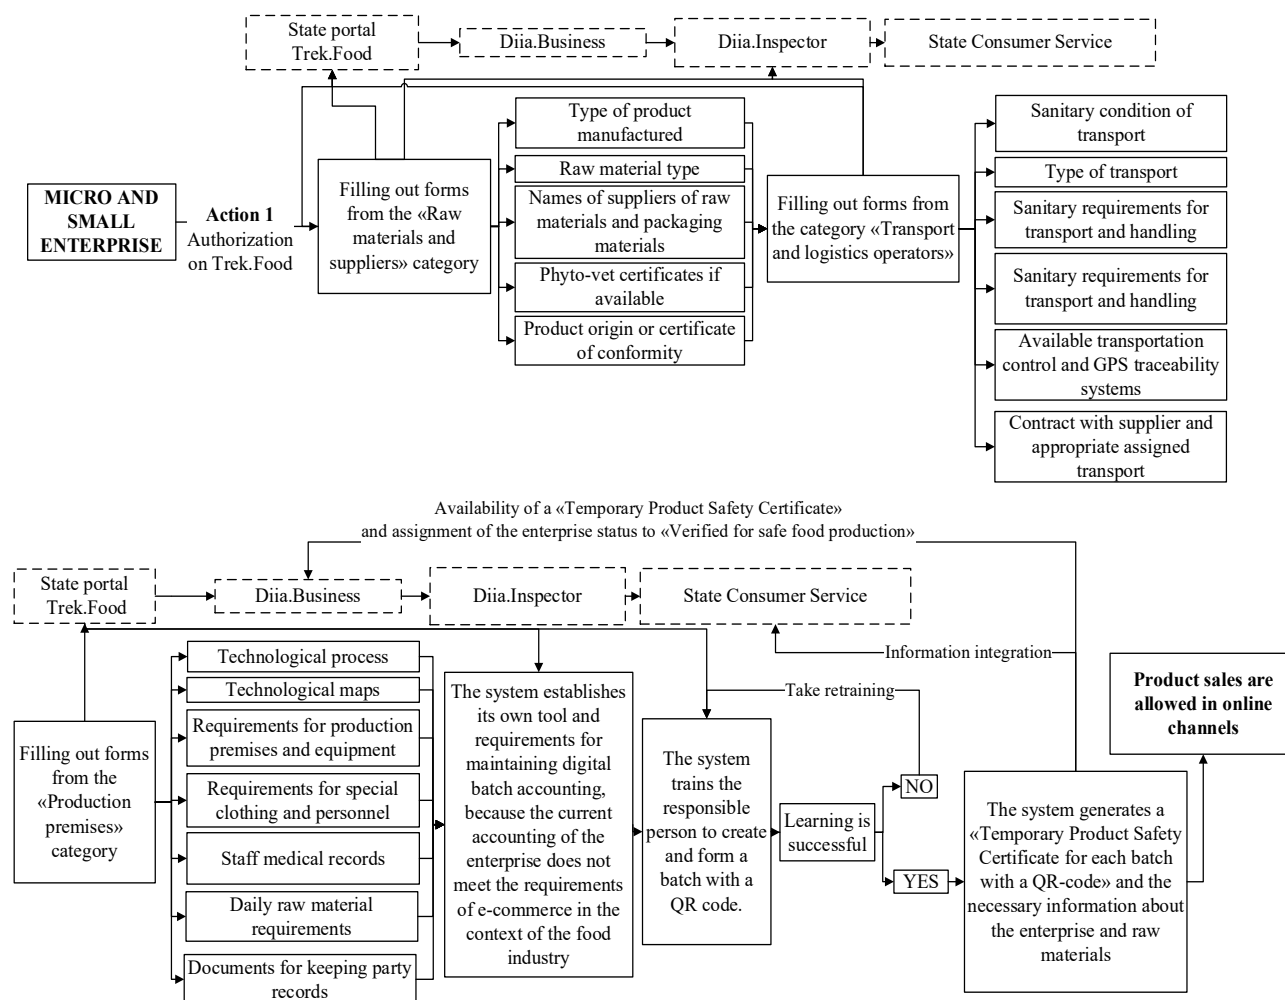 State portal
Trek.Food
Diia.Business
Diia.Inspector
State Consumer Service
MICRO AND
SMALL
ENTERPRISE
Action 1
Authorization
on Trek.Food
Filling out forms
from the «Raw
materials and
suppliers» category
Type of product
manufactured
Raw material type
Names of suppliers of raw
materials and packaging
materials
Phyto-vet certificates if
available
Product origin or certificate
of conformity
Filling out forms from
the category «Transport
and logistics operators»
Sanitary condition of
transport
Type of transport
Sanitary requirements for
transport and handling
Sanitary requirements for
transport and handling
Available transportation
control and GPS traceability
systems
Contract with supplier and
appropriate assigned
transport
Availability of a «Temporary Product Safety Certificate»
and assignment of the enterprise status to «Verified for safe food production»
State portal
Trek.Food
Diia.Business
Diia.Inspector
State Consumer Service
Filling out forms
from the
«Production
premises»
category
Technological process
Technological maps
Requirements for production
premises and equipment
Requirements for special
clothing and personnel
Staff medical records
Daily raw material
requirements
Documents for keeping party
records
The system establishes
its own tool and
requirements for
maintaining digital
batch accounting,
because the current
accounting of the
enterprise does not
meet the requirements
of e-commerce in the
context of the food
industry
The system
trains the
responsible
person to create
and form a
batch with a
QR code.
Take retraining
Learning is
successful
NO
YES
Information integration
The system generates a
«Temporary Product Safety
Certificate for each batch
with a QR-code» and the
necessary information about
the enterprise and raw
materials
Product sales are
allowed in online
channels